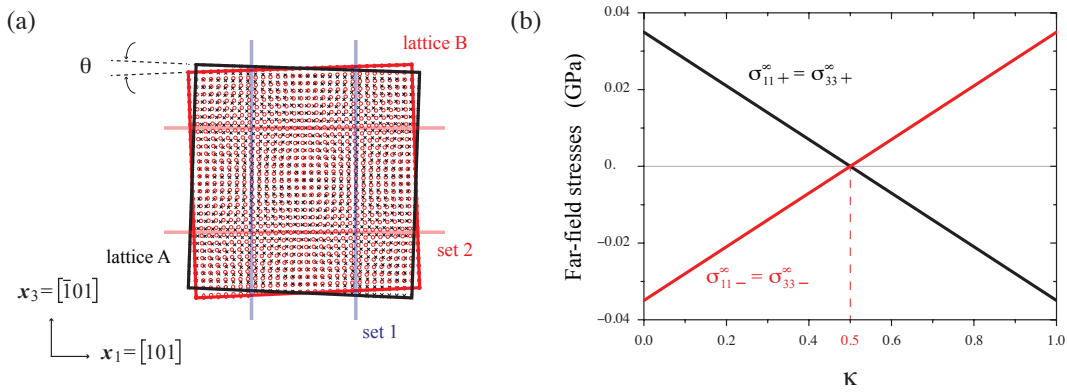 (a)
θ
lattice B
lattice A
set 2
set 1
x₃=[1̄01]
x₁=[101]
(b)
Far-field stresses (GPa)
0.04
0.02
0.
−0.02
−0.04
σ∞11+ = σ∞33+
σ∞11− = σ∞33−
0.0 0.2 0.4 0.5 0.6 0.8 1.0
κ